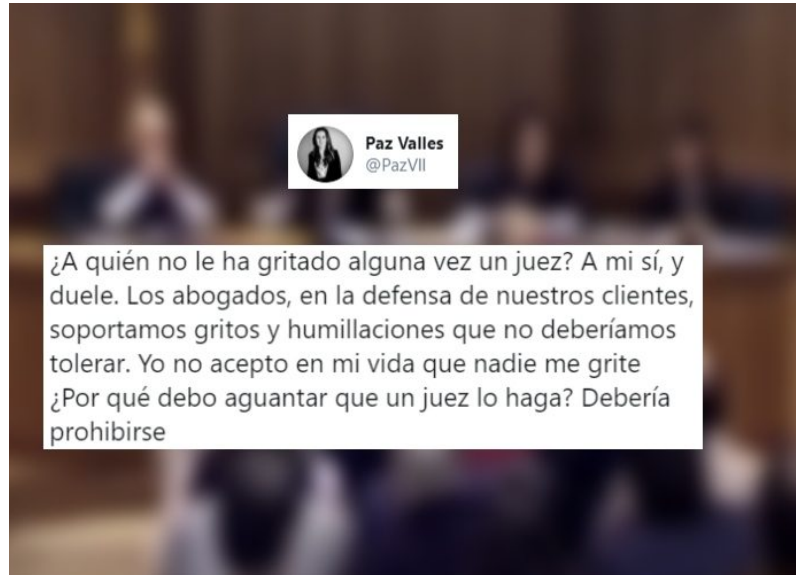 Paz Valles
@PazVll
¿A quién no le ha gritado alguna vez un juez? A mi sí, y
duele. Los abogados, en la defensa de nuestros clientes,
soportamos gritos y humillaciones que no deberíamos
tolerar. Yo no acepto en mi vida que nadie me grite
¿Por qué debo aguantar que un juez lo haga? Debería
prohibirse